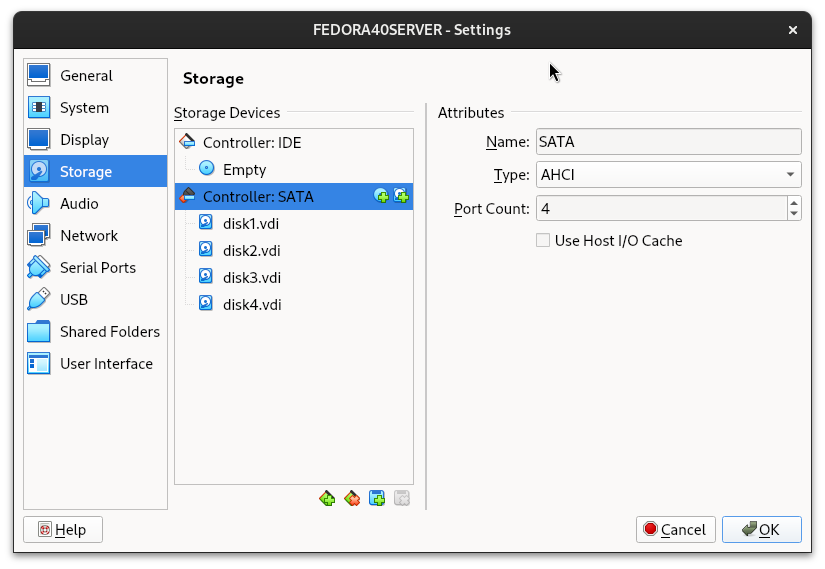 FEDORA40SERVER - Settings
General
System
Display
Storage
Audio
Network
Serial Ports
USB
Shared Folders
User Interface
Storage
Storage Devices
Controller: IDE
Empty
Controller: SATA
disk1.vdi
disk2.vdi
disk3.vdi
disk4.vdi
Attributes
Name: SATA
Type: AHCI
Port Count: 4
Use Host I/O Cache
Help
Cancel
OK